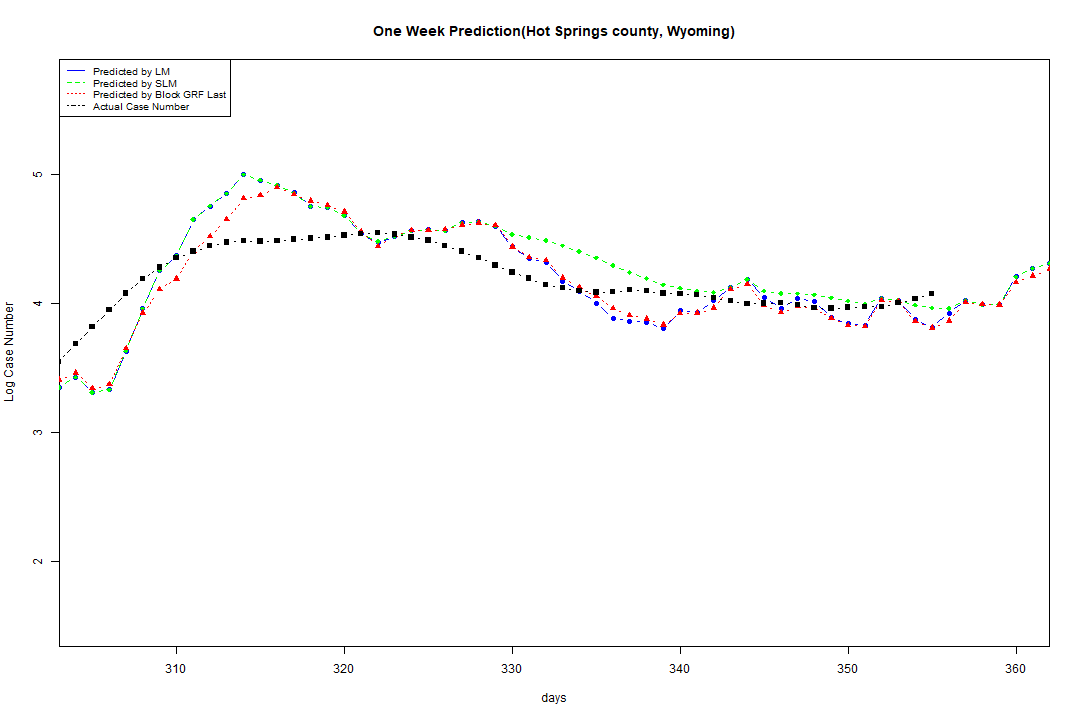 One Week Prediction(Hot Springs county, Wyoming)
Predicted by LM
Predicted by SLM
Predicted by Block GRF Last
Actual Case Number
5
4
3
2
Log Case Number
310 320 330 340 350 360
days